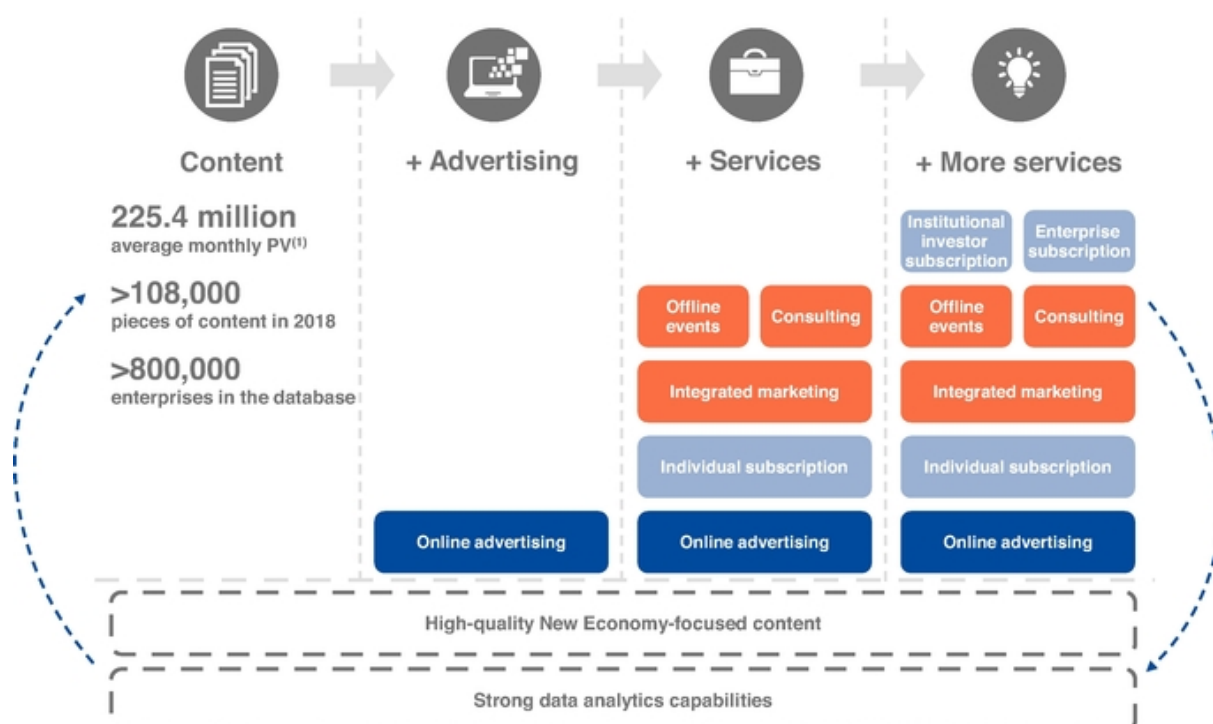 Content
+ Advertising
+ Services
+ More services
225.4 million
average monthly PV(1)
>108,000
pieces of content in 2018
>800,000
enterprises in the database
Online advertising
Offline
events
Consulting
Integrated marketing
Individual subscription
Online advertising
Institutional
investor
subscription
Enterprise
subscription
Offline
events
Consulting
Integrated marketing
Individual subscription
Online advertising
High-quality New Economy-focused content
Strong data analytics capabilities